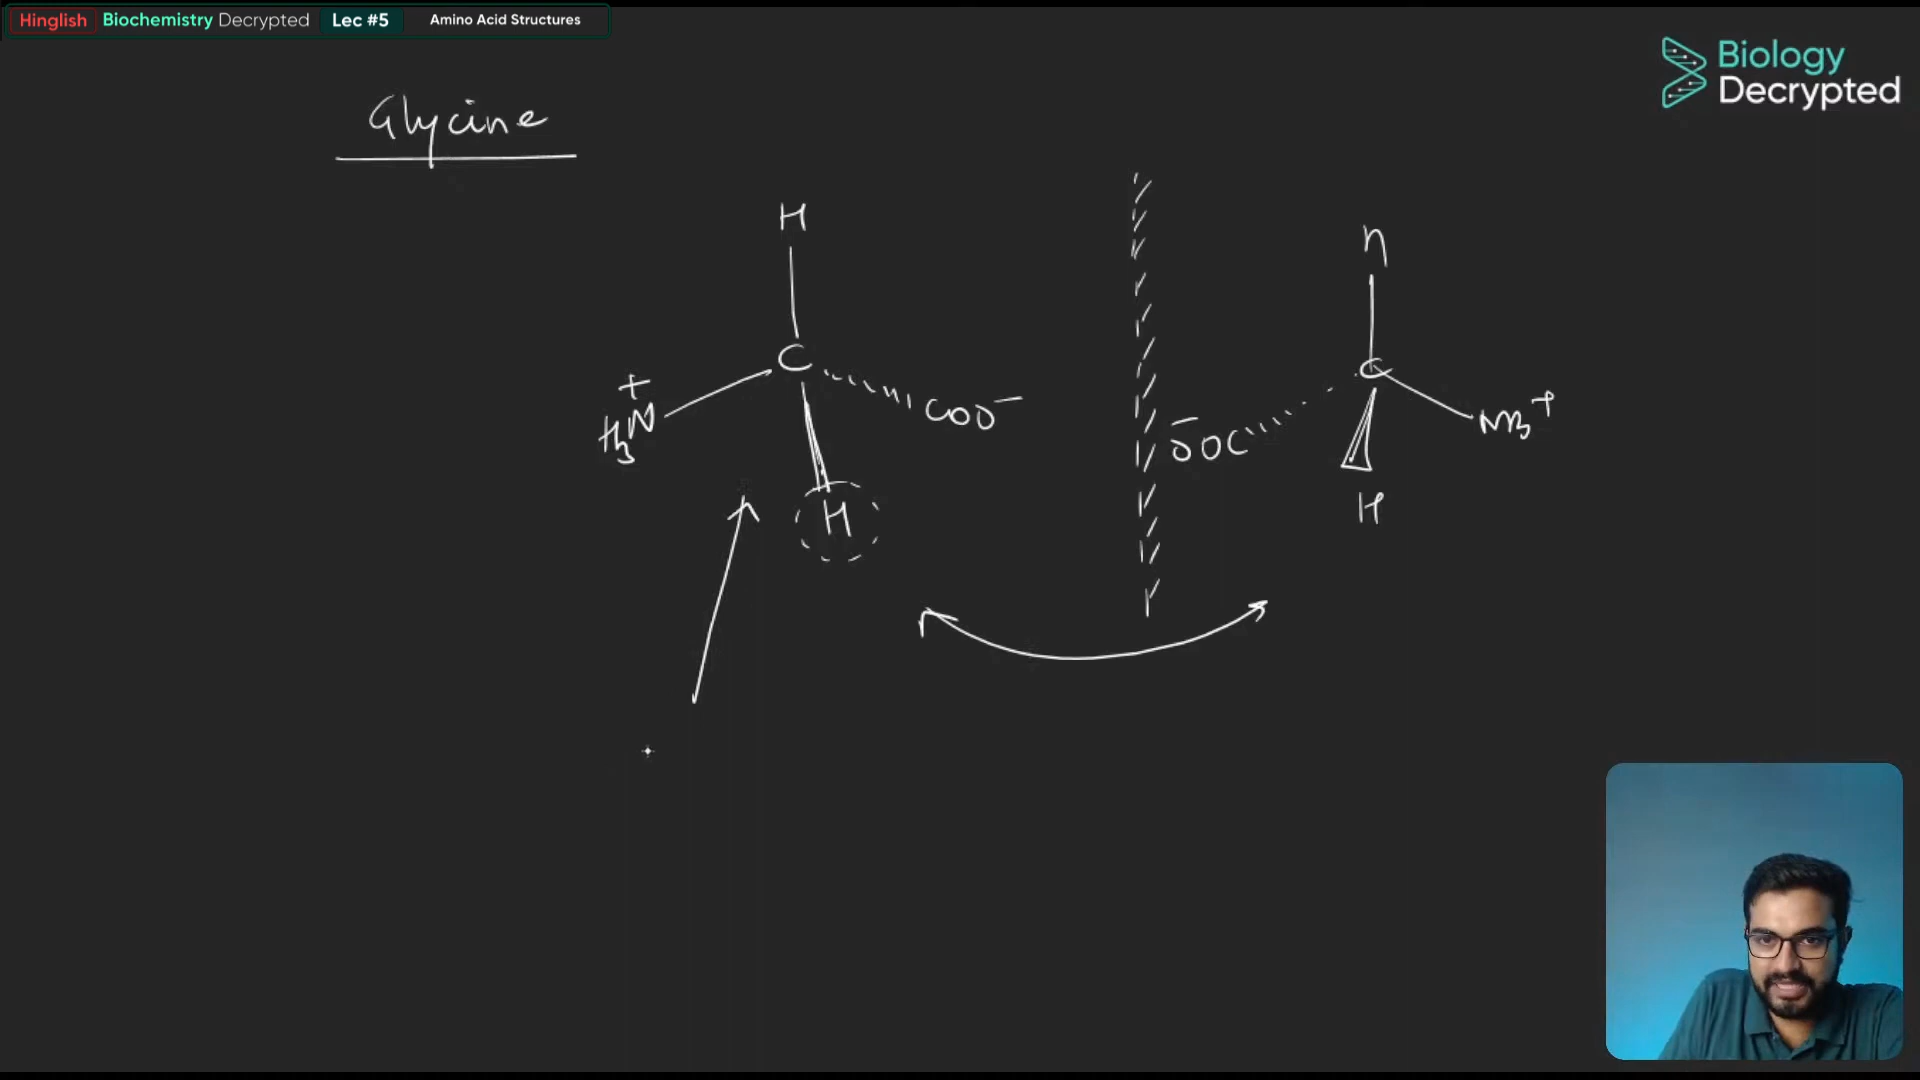 Hinglish Biochemistry Decrypted Lec #5 Amino Acid Structures
Biology
Decrypted
Glycine
H
H
C
C
+
H3N
COO−
−OOC
NH3+
H
H